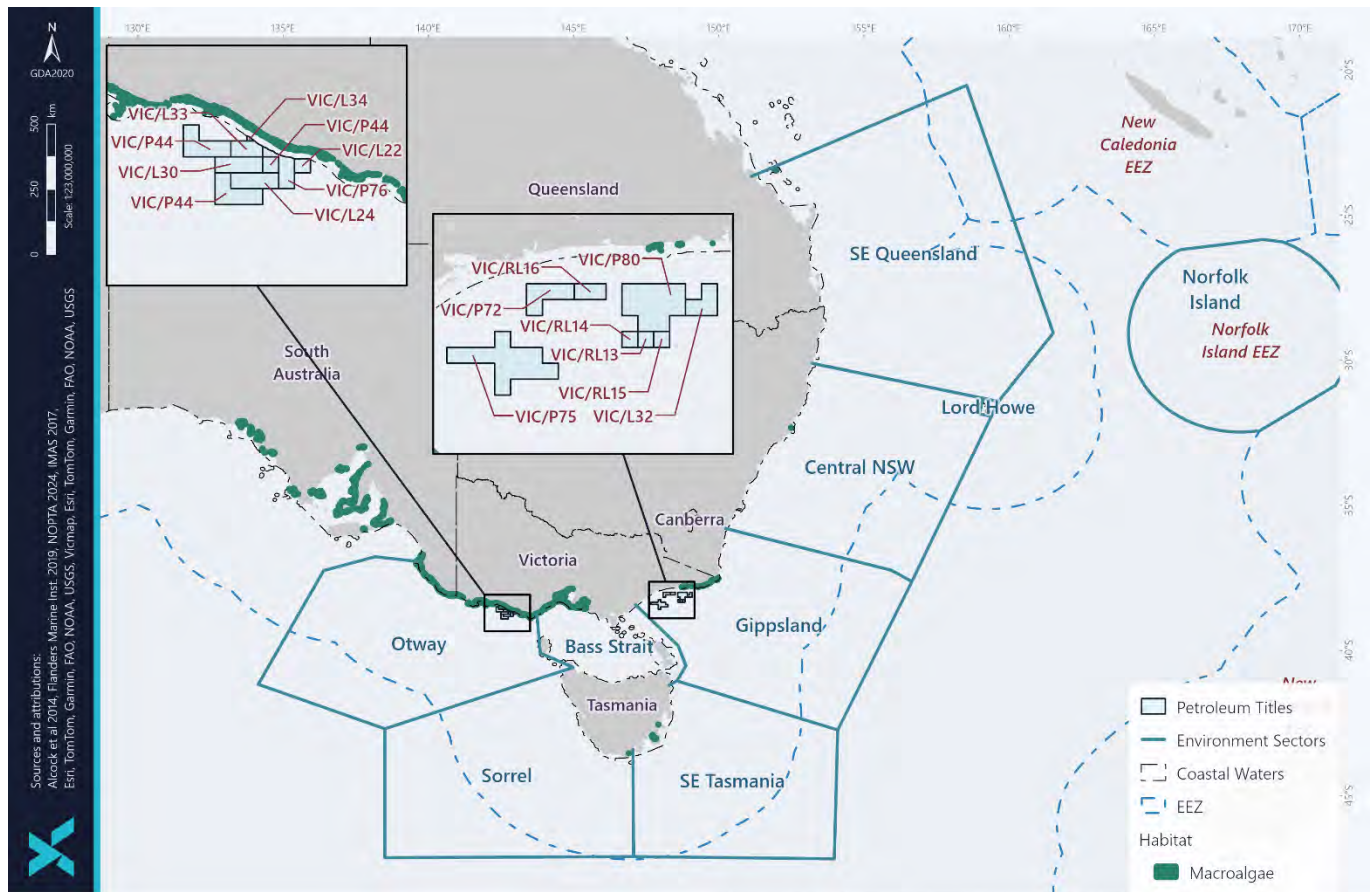 N
GDA2020
500
km
250
0
Scale: 1:23,000,000
Sources and attributions:
Alcock et al 2014, Flanders Marine Inst. 2019, NOPTA 2024, IMAS 2017,
Esri, TomTom, Garmin, FAO, NOAA, USGS, Vicmap, Esri, TomTom, Garmin, FAO, NOAA, USGS
130°E
135°E
140°E
145°E
150°E
155°E
160°E
165°E
170°E
20°S
25°S
30°S
35°S
40°S
45°S
VIC/L34
VIC/L33
VIC/P44
VIC/P44
VIC/L22
VIC/L30
VIC/P76
VIC/P44
VIC/L24
VIC/P80
VIC/RL16
VIC/P72
VIC/RL14
VIC/RL13
VIC/RL15
VIC/P75
VIC/L32
Queensland
New
Caledonia
EEZ
SE Queensland
Norfolk
Island
Norfolk
Island EEZ
South
Australia
Lord Howe
Central NSW
Canberra
Victoria
Gippsland
Otway
Bass Strait
Tasmania
Sorrel
SE Tasmania
New
Petroleum Titles
Environment Sectors
Coastal Waters
EEZ
Habitat
Macroalgae